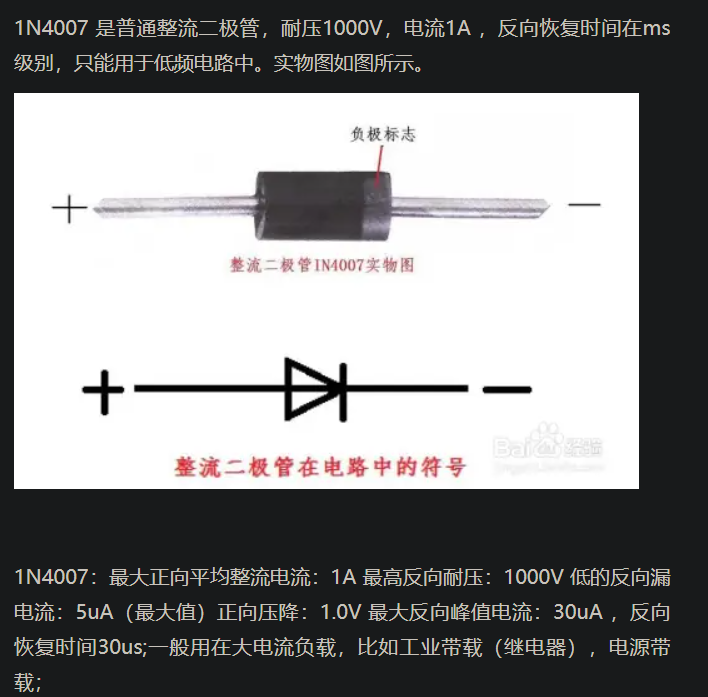 1N4007 是普通整流二极管，耐压1000V，电流1A ，反向恢复时间在ms
级别，只能用于低频电路中。实物图如图所示。
负极标志
+
—
整流二极管IN4007实物图
+
—
整流二极管在电路中的符号
Bai 经验
1N4007：最大正向平均整流电流：1A 最高反向耐压：1000V 低的反向漏
电流：5uA（最大值）正向压降：1.0V 最大反向峰值电流：30uA ，反向
恢复时间30us;一般用在大电流负载，比如工业带载（继电器），电源带
载；